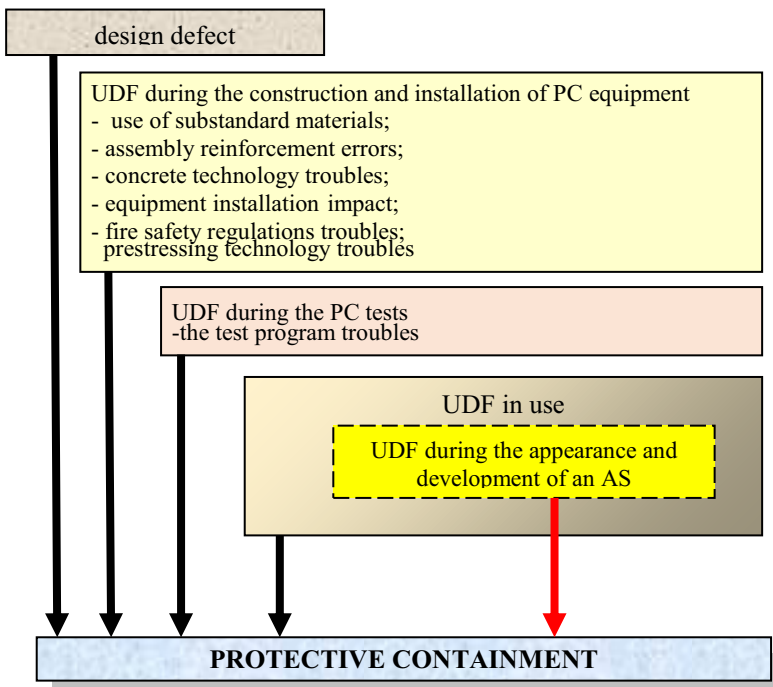 design defect
UDF during the construction and installation of PC equipment
- use of substandard materials;
- assembly reinforcement errors;
- concrete technology troubles;
- equipment installation impact;
- fire safety regulations troubles;
prestressing technology troubles
UDF during the PC tests
-the test program troubles
UDF in use
UDF during the appearance and
development of an AS
PROTECTIVE CONTAINMENT